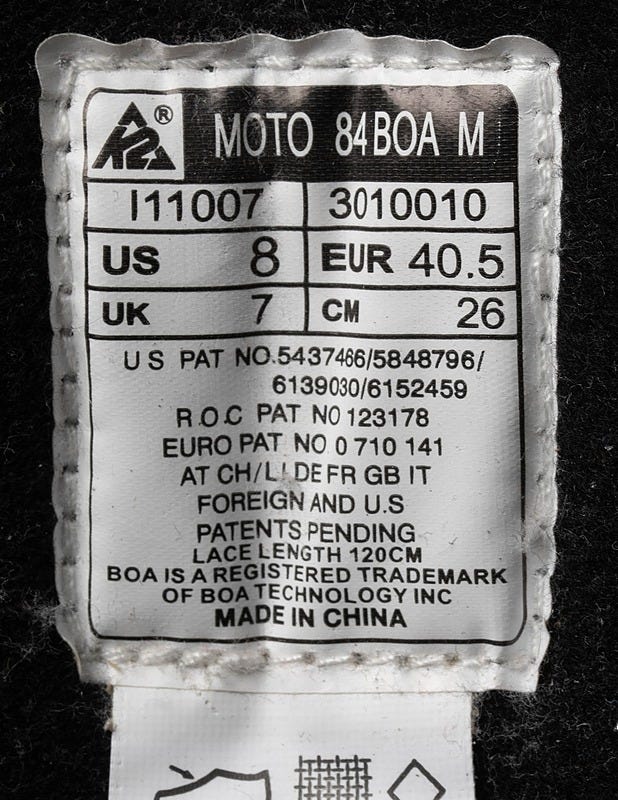 K2® MOTO 84BOA M
I11007 3010010
US 8 EUR 40.5
UK 7 CM 26
US PAT NO.5437466/5848796/
6139030/6152459
R.O.C PAT NO 123178
EURO PAT NO 0 710 141
AT CH/LI DE FR GB IT
FOREIGN AND U.S
PATENTS PENDING
LACE LENGTH 120CM
BOA IS A REGISTERED TRADEMARK
OF BOA TECHNOLOGY INC
MADE IN CHINA